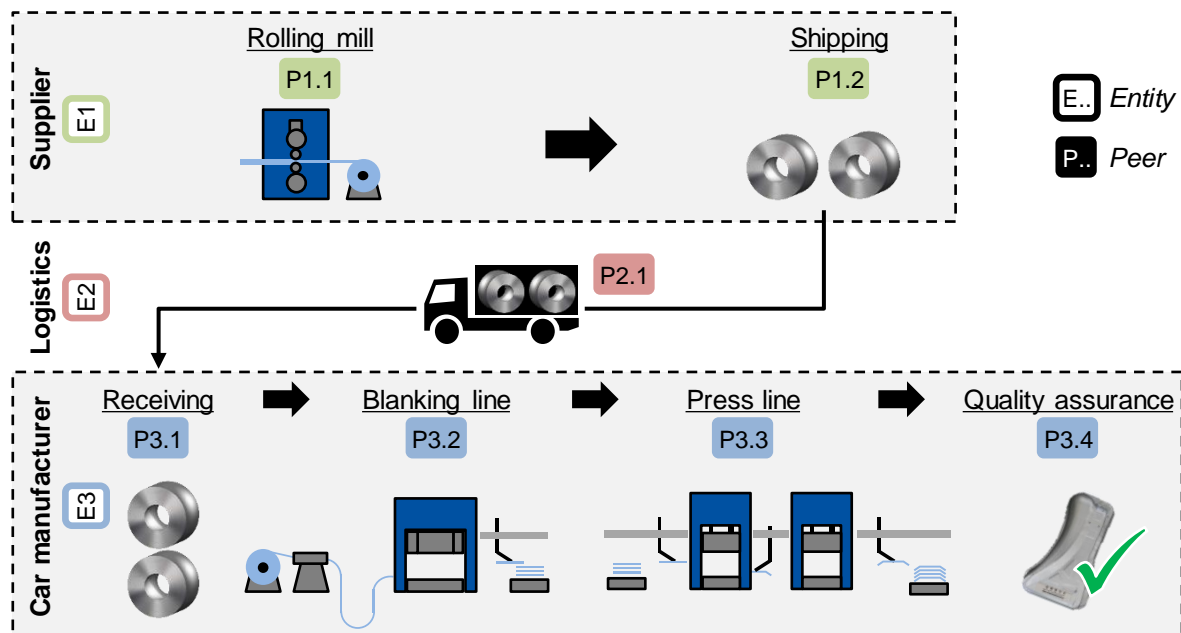 Supplier
E1
Rolling mill
P1.1
Shipping
P1.2
E.. Entity
P.. Peer
Logistics
E2
P2.1
Car manufacturer
E3
Receiving
P3.1
Blanking line
P3.2
Press line
P3.3
Quality assurance
P3.4